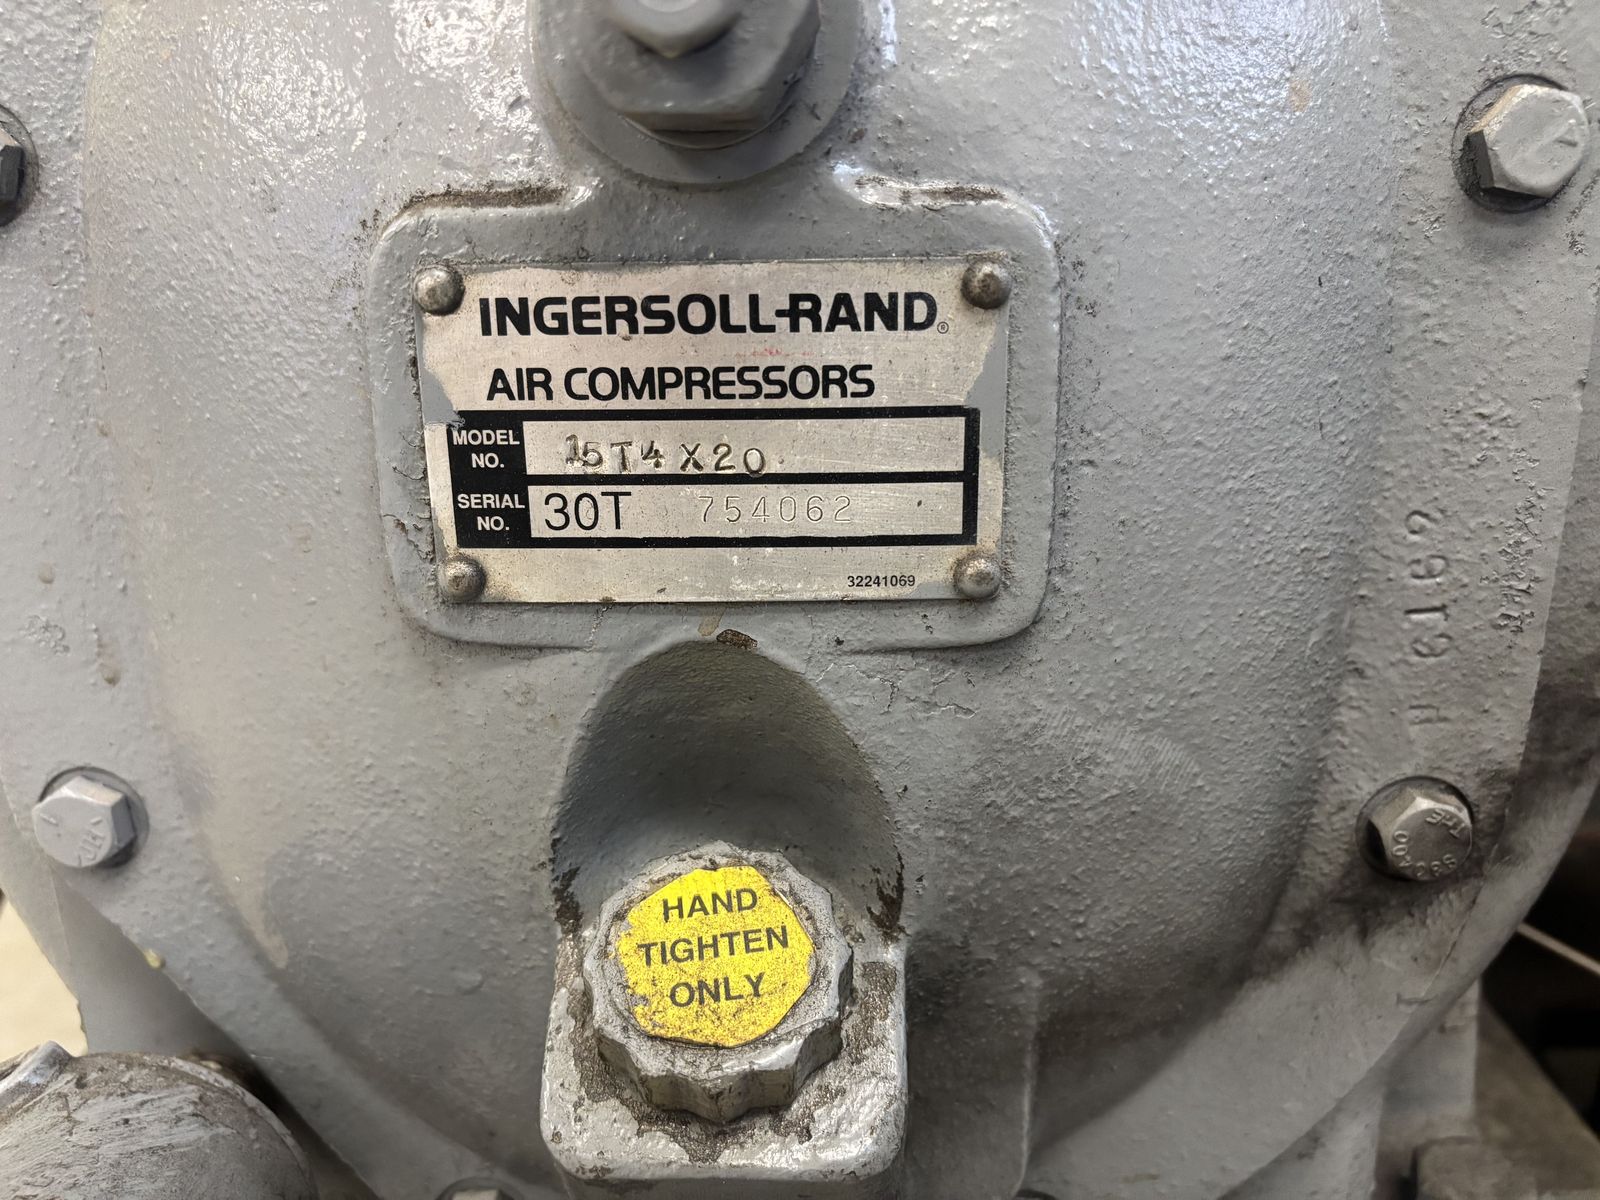 INGERSOLL-RAND®
AIR COMPRESSORS
MODEL NO. 15T4X20
SERIAL NO. 30T 754062
32241069
HAND
TIGHTEN
ONLY